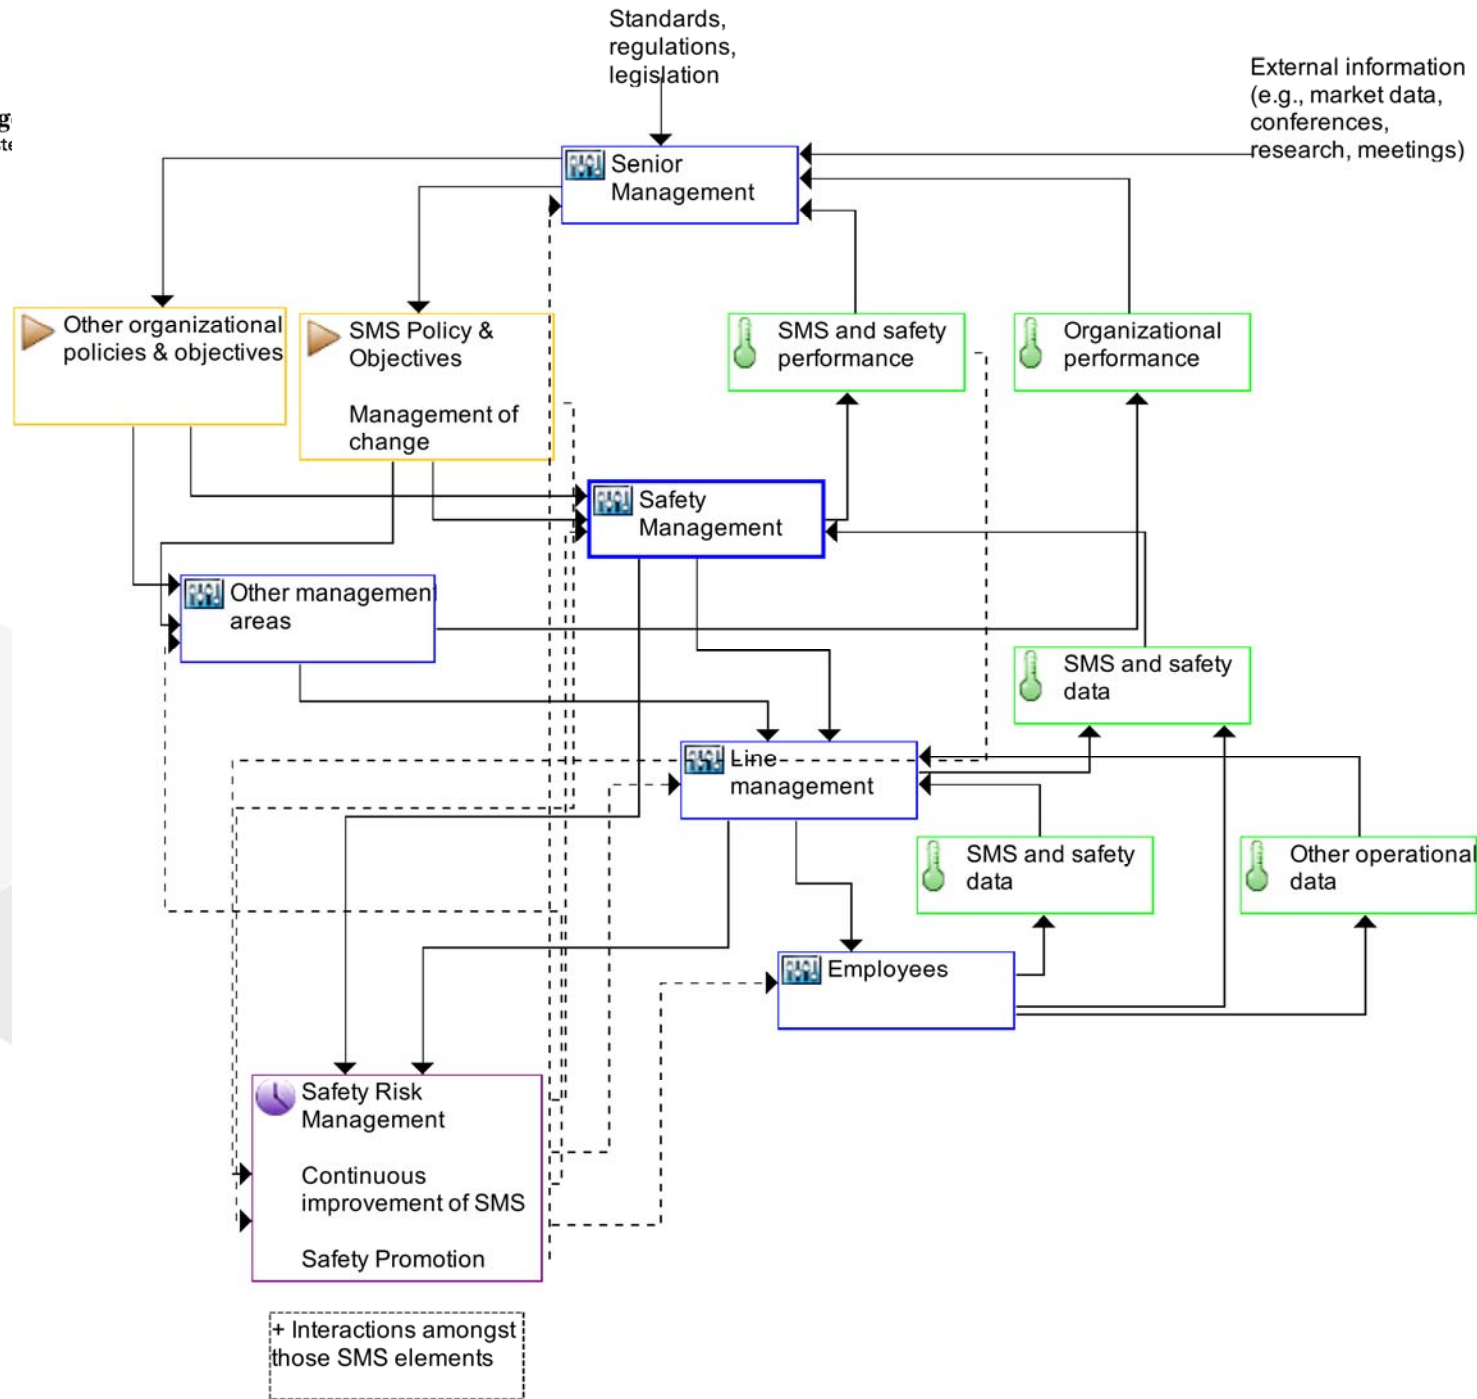 Standards,
regulations,
legislation
External information
(e.g., market data,
conferences,
research, meetings)
Senior
Management
Other organizational
policies & objectives
SMS Policy &
Objectives
Management of
change
SMS and safety
performance
Organizational
performance
Safety
Management
Other managemen
areas
SMS and safety
data
Line
management
SMS and safety
data
Other operational
data
Employees
Safety Risk
Management
Continuous
improvement of SMS
Safety Promotion
+ Interactions amongst
those SMS elements